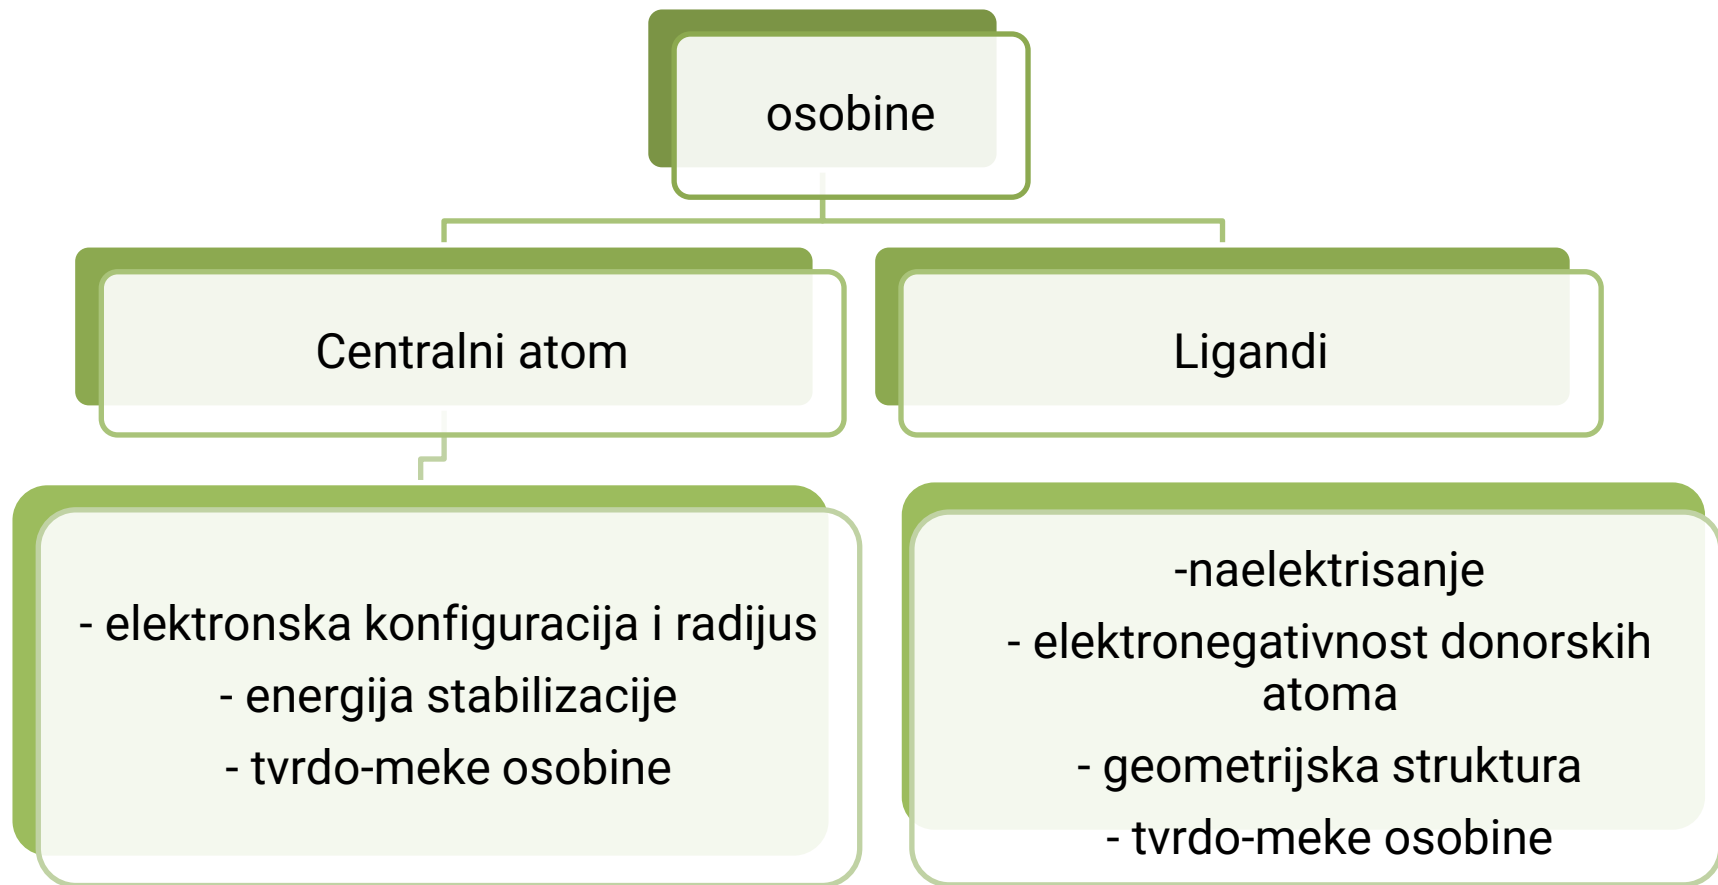 osobine
Centralni atom
Ligandi
- elektronska konfiguracija i radijus
- energija stabilizacije
- tvrdo-meke osobine
-naelektrisanje
- elektronegativnost donorskih
atoma
- geometrijska struktura
- tvrdo-meke osobine